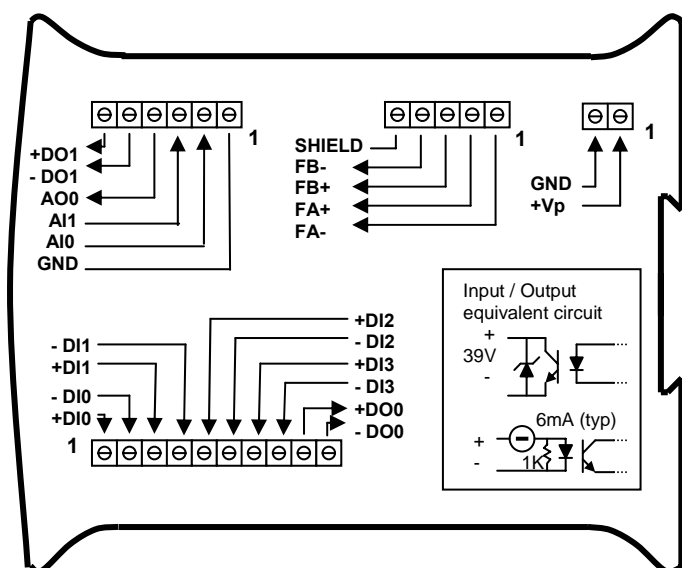 1
+DO1
- DO1
AO0
AI1
AI0
GND
1
SHIELD
FB-
FB+
FA+
FA-
1
GND
+Vp
- DI1
+DI1
- DI0
+DI0
1
+DI2
- DI2
+DI3
- DI3
+DO0
- DO0
Input / Output
equivalent circuit
+
39V
-
6mA (typ)
+
-
1K